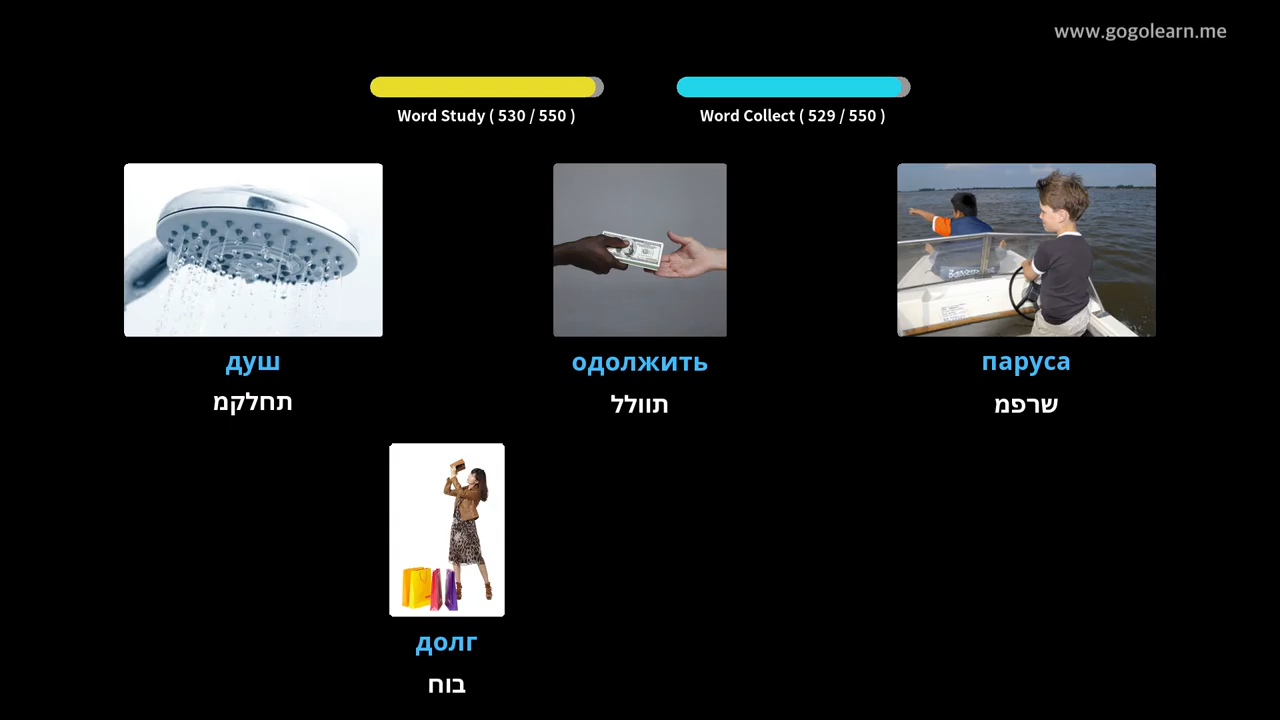 www.gogolearn.me
Word Study ( 530 / 550 )
Word Collect ( 529 / 550 )
душ
תחלקמ
одолжить
תוולל
паруса
שרפמ
долг
בוח